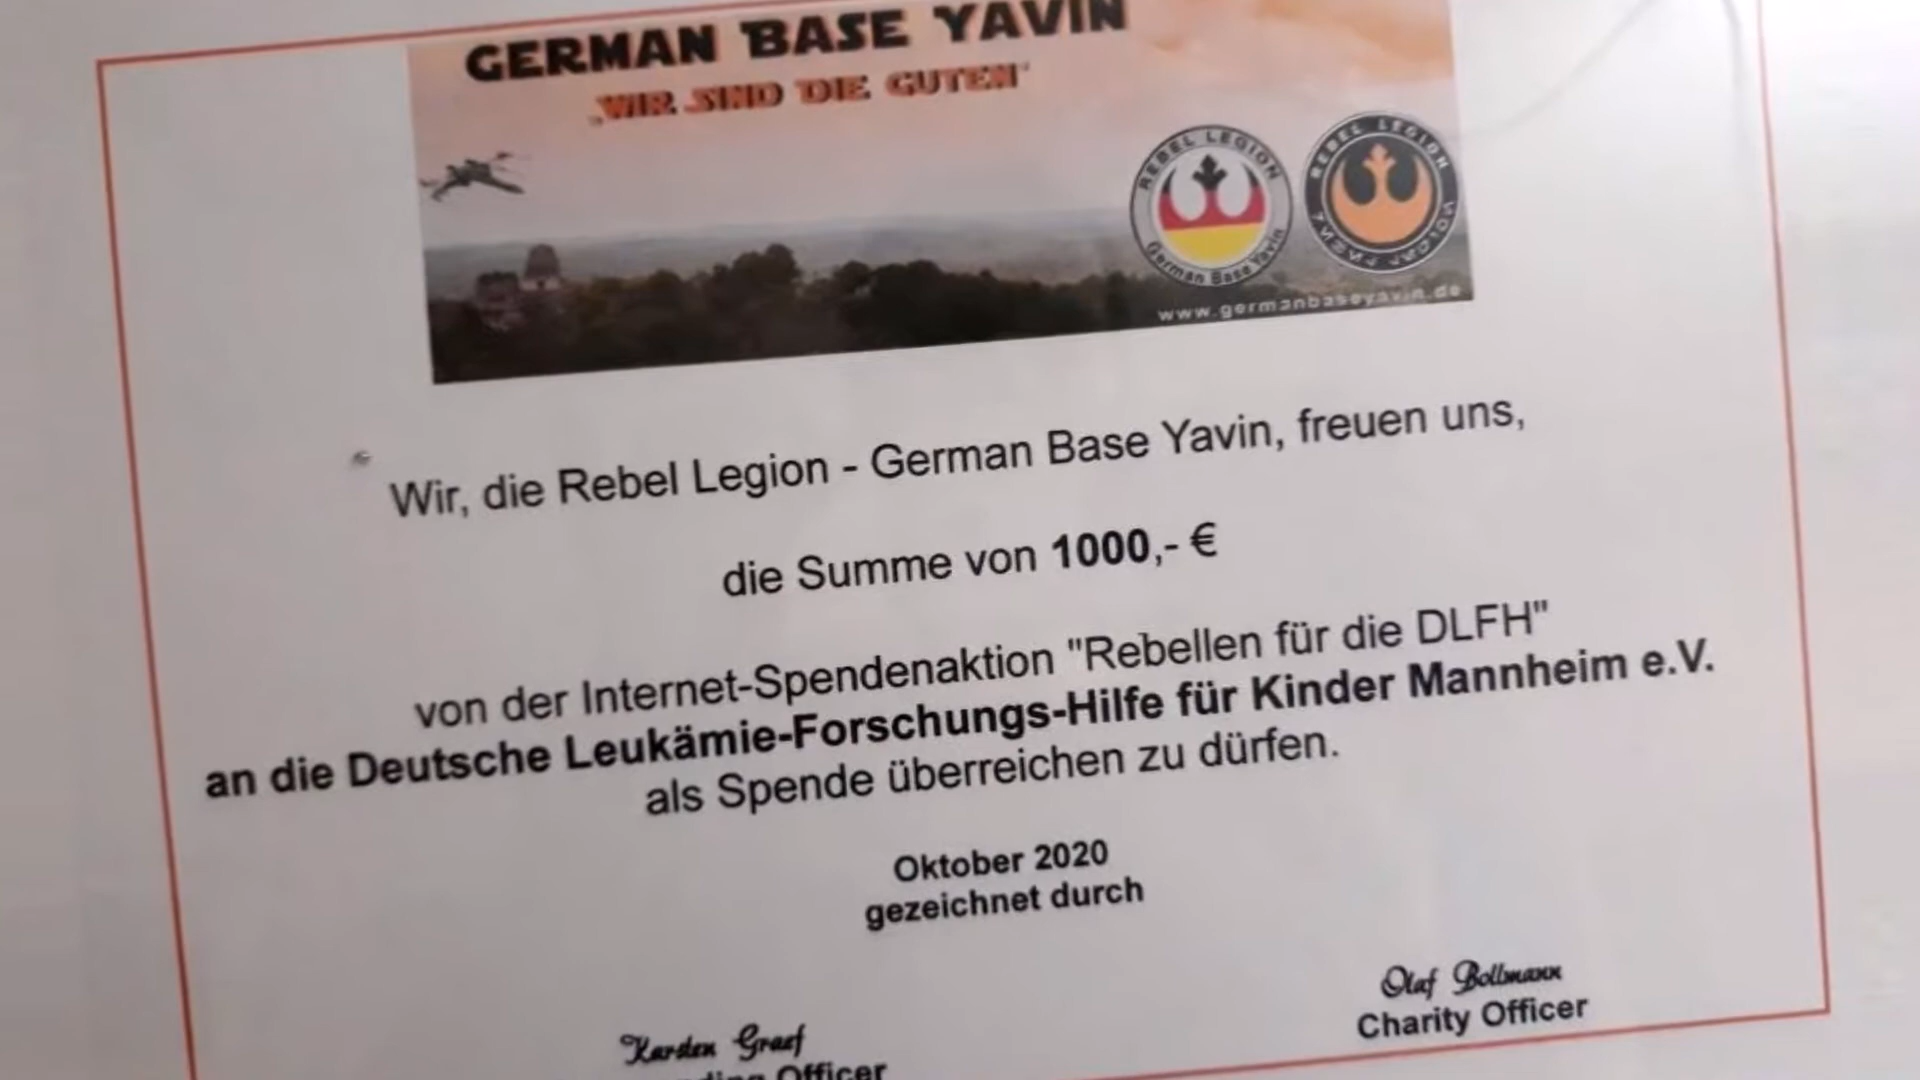 GERMAN BASE YAVIN
„WIR SIND DIE GUTEN"
REBEL LEGION
German Base Yavin
REBEL LEGION
www.germanbaseyavin.de
Wir, die Rebel Legion - German Base Yavin, freuen uns,
die Summe von 1000,- €
von der Internet-Spendenaktion "Rebellen für die DLFH"
an die Deutsche Leukämie-Forschungs-Hilfe für Kinder Mannheim e.V.
als Spende überreichen zu dürfen.
Oktober 2020
gezeichnet durch
Olaf Bollmann
Charity Officer
Karsten Graef
Officer